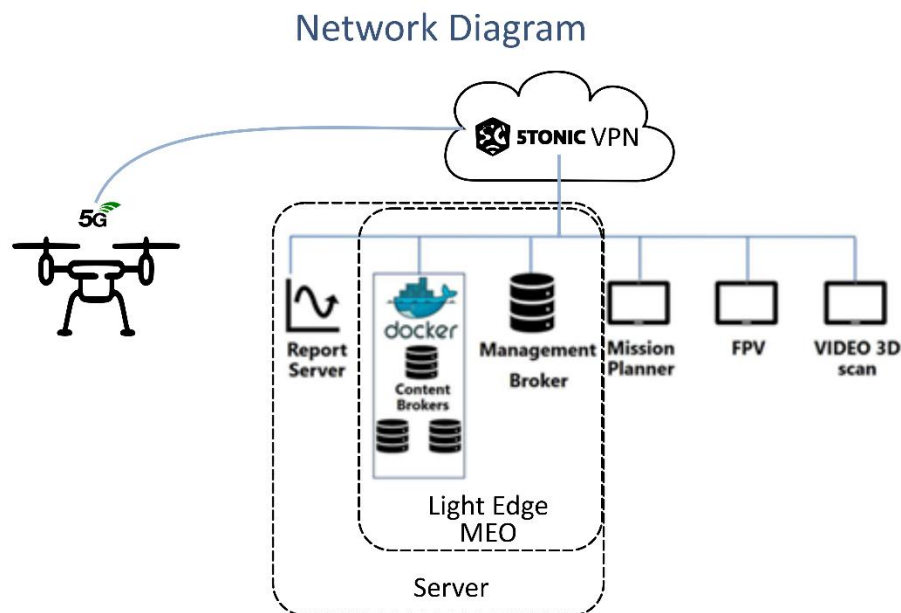 Network Diagram
5TONIC VPN
5G
docker
Report
Server
Content
Brokers
Management
Broker
Mission
Planner
FPV
VIDEO 3D
scan
Light Edge
MEO
Server